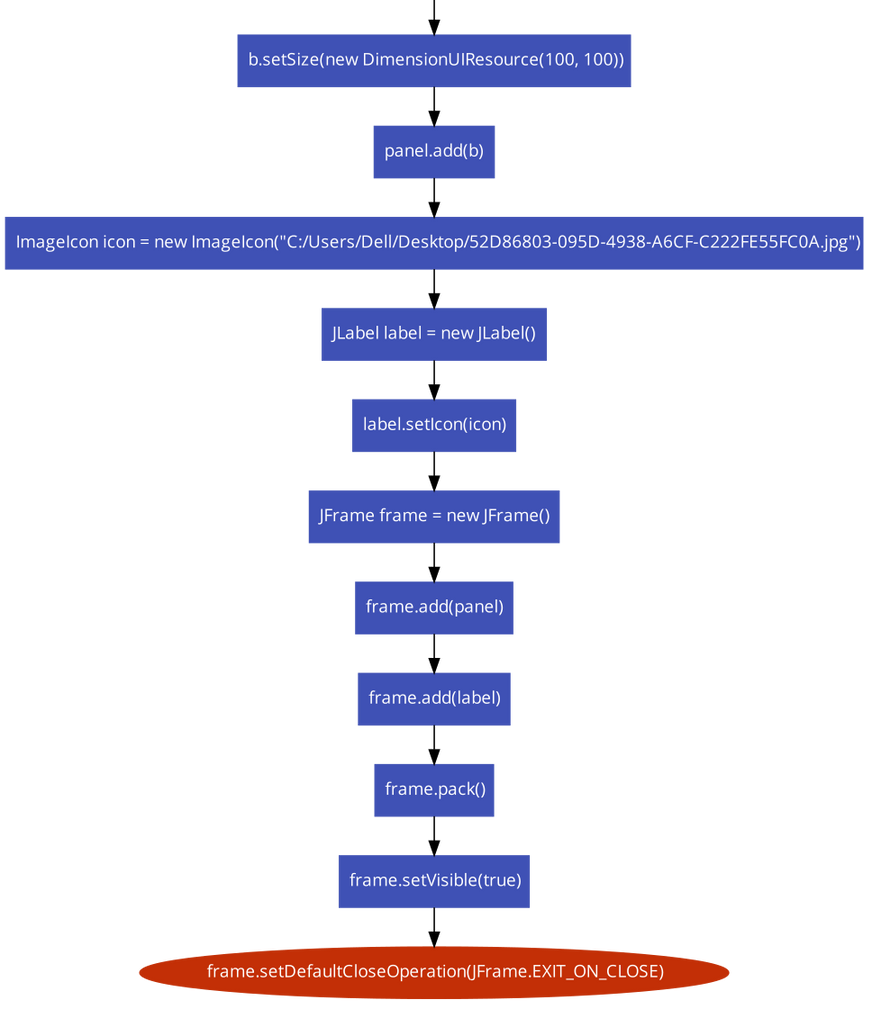 b.setSize(new DimensionUIResource(100, 100))
panel.add(b)
ImageIcon icon = new ImageIcon("C:/Users/Dell/Desktop/52D86803-095D-4938-A6CF-C222FE55FC0A.jpg")
JLabel label = new JLabel()
label.setIcon(icon)
JFrame frame = new JFrame()
frame.add(panel)
frame.add(label)
frame.pack()
frame.setVisible(true)
frame.setDefaultCloseOperation(JFrame.EXIT_ON_CLOSE)